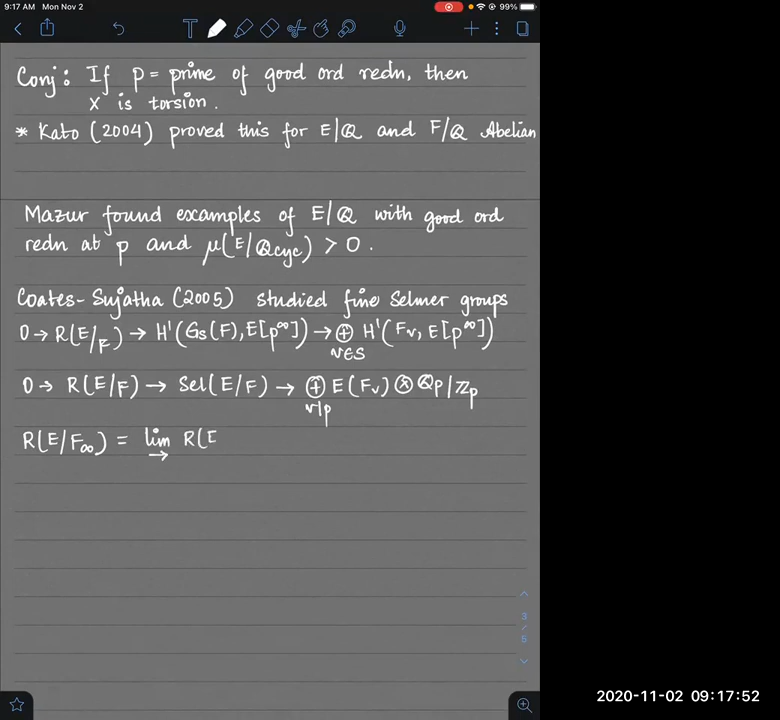 9:17 AM Mon Nov 2
99%
T
Conj: If p = prime of good ord redn, then
X is torsion.
* Kato (2004) proved this for E/Q and F/Q Abelian
Mazur found examples of E/Q with good ord
redn at p and μ(E/Qcyc) > 0.
Coates-Sujatha (2005) studied fine Selmer groups
0 → R(E/F) → H'(Gs(F), E[p^∞]) → ⊕ H'(Fv, E[p^∞])
v∈S
0 → R(E/F) → Sel(E/F) → ⊕ E(Fv) ⊗ Qp/Zp
v|p
R(E/F∞) = lim R(E
→
3
/
5
2020-11-02 09:17:52